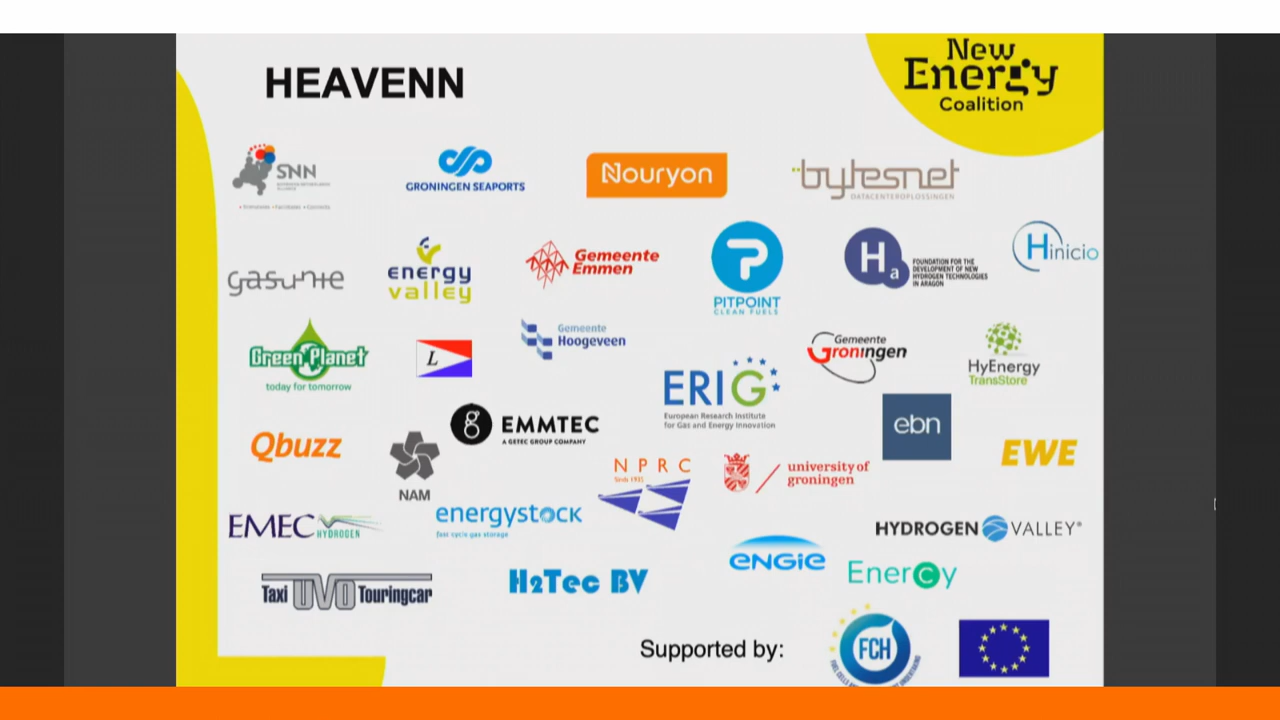 New
Energy
Coalition
HEAVENN
SNN
GRONINGEN SEAPORTS
Nouryon
bytesnet
DATACENTEROPLOSSINGEN
gasunie
energy
valley
Gemeente
Emmen
PITPOINT
CLEAN FUELS
Ha
FOUNDATION FOR THE
DEVELOPMENT OF NEW
HYDROGEN TECHNOLOGIES
IN ARAGON
Hinicio
Green Planet
today for tomorrow
L
Gemeente
Hoogeveen
ERIG
European Research Institute
for Gas and Energy Innovation
Gemeente
Groningen
HyEnergy
TransStore
Qbuzz
NAM
g EMMTEC
A GETEC GROUP COMPANY
ebn
EWE
NPRC
Sinds 1935
university of
groningen
EMEC HYDROGEN
energystock
fast cycle gas storage
HYDROGEN VALLEY®
ENGIE
Enercy
Taxi UVO Touringcar
H2Tec BV
Supported by:
FCH